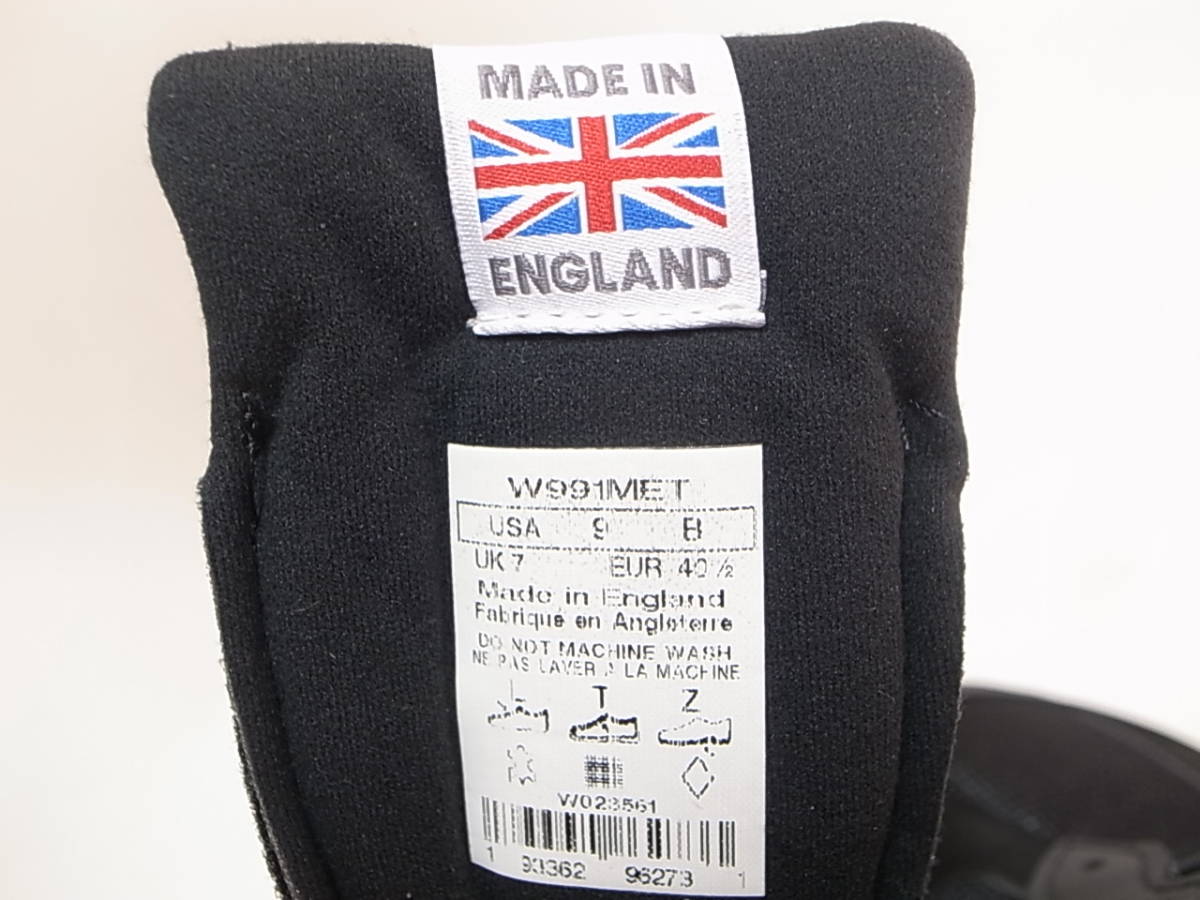 MADE IN
ENGLAND
W991MET
USA 9 B
UK 7 EUR 40 ½
Made in England
Fabriqué en Angleterre
DO NOT MACHINE WASH
NE PAS LAVER A LA MACHINE
L T Z
W023561
1 93362 96273 1